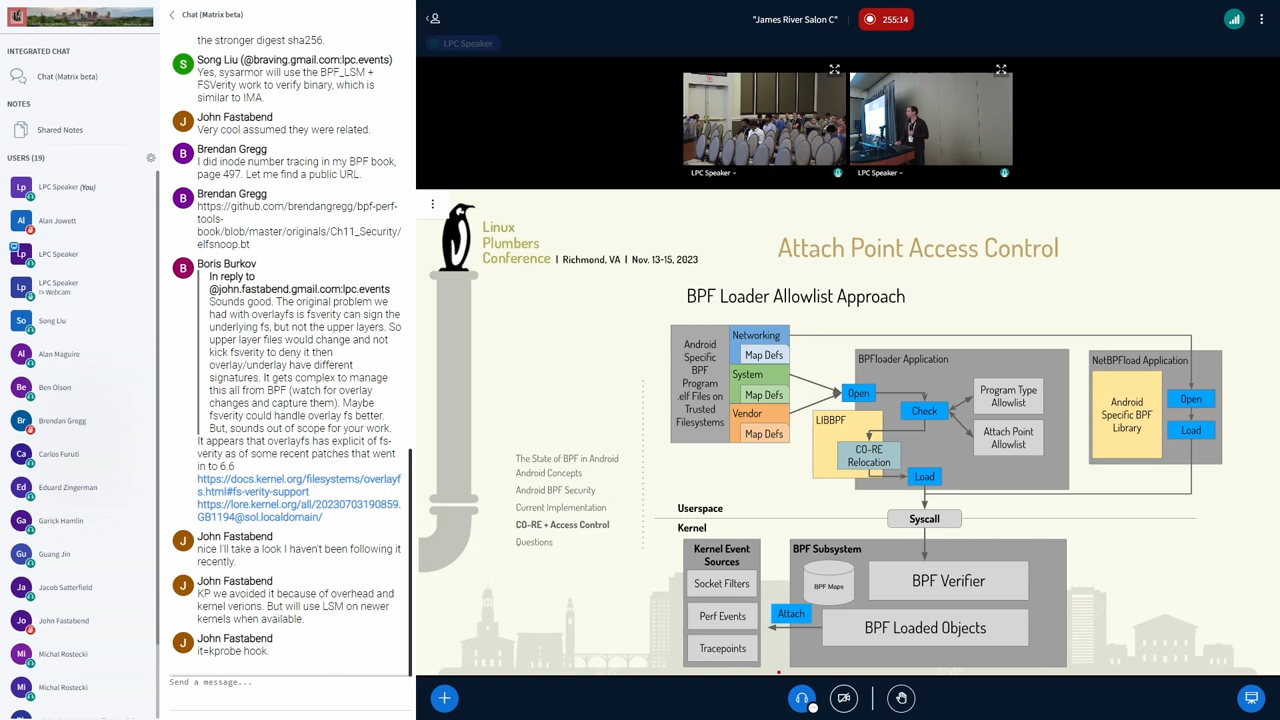 INTEGRATED CHAT
Chat (Matrix beta)
NOTES
Shared Notes
USERS (19)
Lp
LPC Speaker (You)
Al
Alan Jowett
Lp
LPC Speaker
Lp
LPC Speaker
Webcam
So
Song Liu
Al
Alan Maguire
Be
Ben Olson
Br
Brendan Gregg
Ca
Carlos Furuti
Ed
Eduard Zingerman
Ga
Garick Hamlin
Gu
Guang Jin
Ja
Jacob Satterfield
Jo
John Fastabend
Mi
Michal Rostecki
Mi
Michal Rostecki
Chat (Matrix beta)
the stronger digest sha256.
S
Song Liu (@braving.gmail.com:lpc.events)
Yes, sysarmor will use the BPF_LSM +
FSVerity work to verify binary, which is
similar to IMA.
J
John Fastabend
Very cool assumed they were related.
B
Brendan Gregg
I did inode number tracing in my BPF book,
page 497. Let me find a public URL.
B
Brendan Gregg
https://github.com/brendangregg/bpf-perf-
tools-
book/blob/master/originals/Ch11_Security/
elfsnoop.bt
B
Boris Burkov
In reply to
@john.fastabend.gmail.com:lpc.events
Sounds good. The original problem we
had with overlayfs is fsverity can sign the
underlying fs, but not the upper layers. So
upper layer files would change and not
kick fsverity to deny it then
overlay/underlay have different
signatures. It gets complex to manage
this all from BPF (watch for overlay
changes and capture them). Maybe
fsverity could handle overlay fs better.
But, sounds out of scope for your work.
It appears that overlayfs has explicit of fs-
verity as of some recent patches that went
in to 6.6
https://docs.kernel.org/filesystems/overlayf
s.html#fs-verity-support
https://lore.kernel.org/all/20230703190859.
GB1194@sol.localdomain/
J
John Fastabend
nice I'll take a look I haven't been following it
recently.
J
John Fastabend
KP we avoided it because of overhead and
kernel verions. But will use LSM on newer
kernels when available.
J
John Fastabend
it=kprobe hook.
Send a message...
"James River Salon C"
255:14
LPC Speaker
LPC Speaker
LPC Speaker
Linux
Plumbers
Conference | Richmond, VA | Nov. 13-15, 2023
Attach Point Access Control
BPF Loader Allowlist Approach
The State of BPF in Android
Android Concepts
Android BPF Security
Current Implementation
CO-RE + Access Control
Questions
Android
Specific
BPF
Program
.elf Files on
Trusted
Filesystems
Networking
Map Defs
System
Map Defs
Vendor
Map Defs
BPFloader Application
Open
Check
Program Type
Allowlist
Attach Point
Allowlist
LIBBPF
CO-RE
Relocation
Load
NetBPFload Application
Android
Specific BPF
Library
Open
Load
Userspace
Kernel
Syscall
Kernel Event
Sources
Socket Filters
Perf Events
Tracepoints
BPF Subsystem
BPF Maps
BPF Verifier
Attach
BPF Loaded Objects